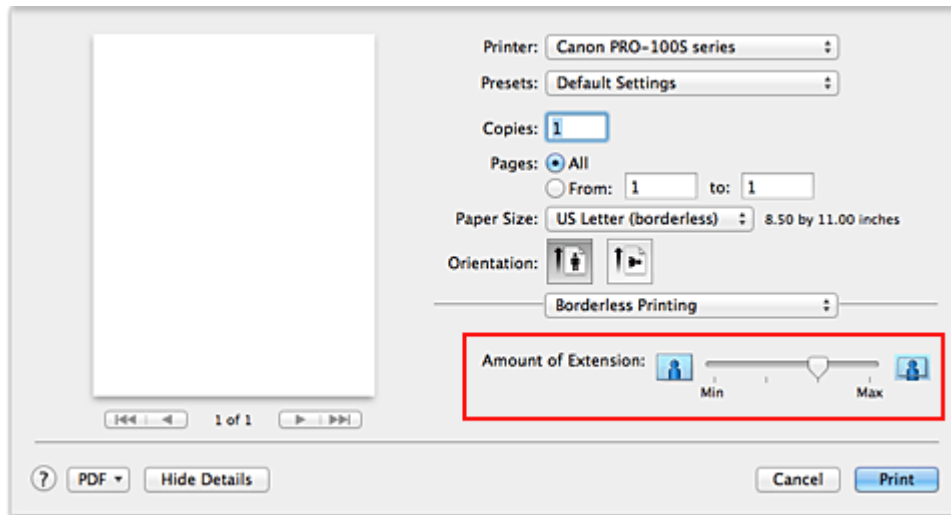 Printer: Canon PRO-100S series
Presets: Default Settings
Copies: 1
Pages: All
From: 1 to: 1
Paper Size: US Letter (borderless) 8.50 by 11.00 inches
Orientation:
Borderless Printing
Amount of Extension:
Min Max
1 of 1
? PDF Hide Details Cancel Print